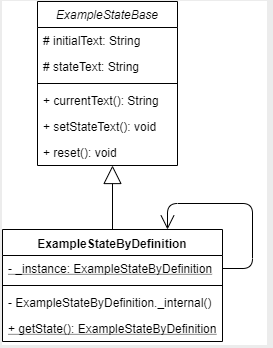 ExampleStateBase
# initialText: String
# stateText: String
+ currentText(): String
+ setStateText(): void
+ reset(): void
ExampleStateByDefinition
- _instance: ExampleStateByDefinition
- ExampleStateByDefinition._internal()
+ getState(): ExampleStateByDefinition